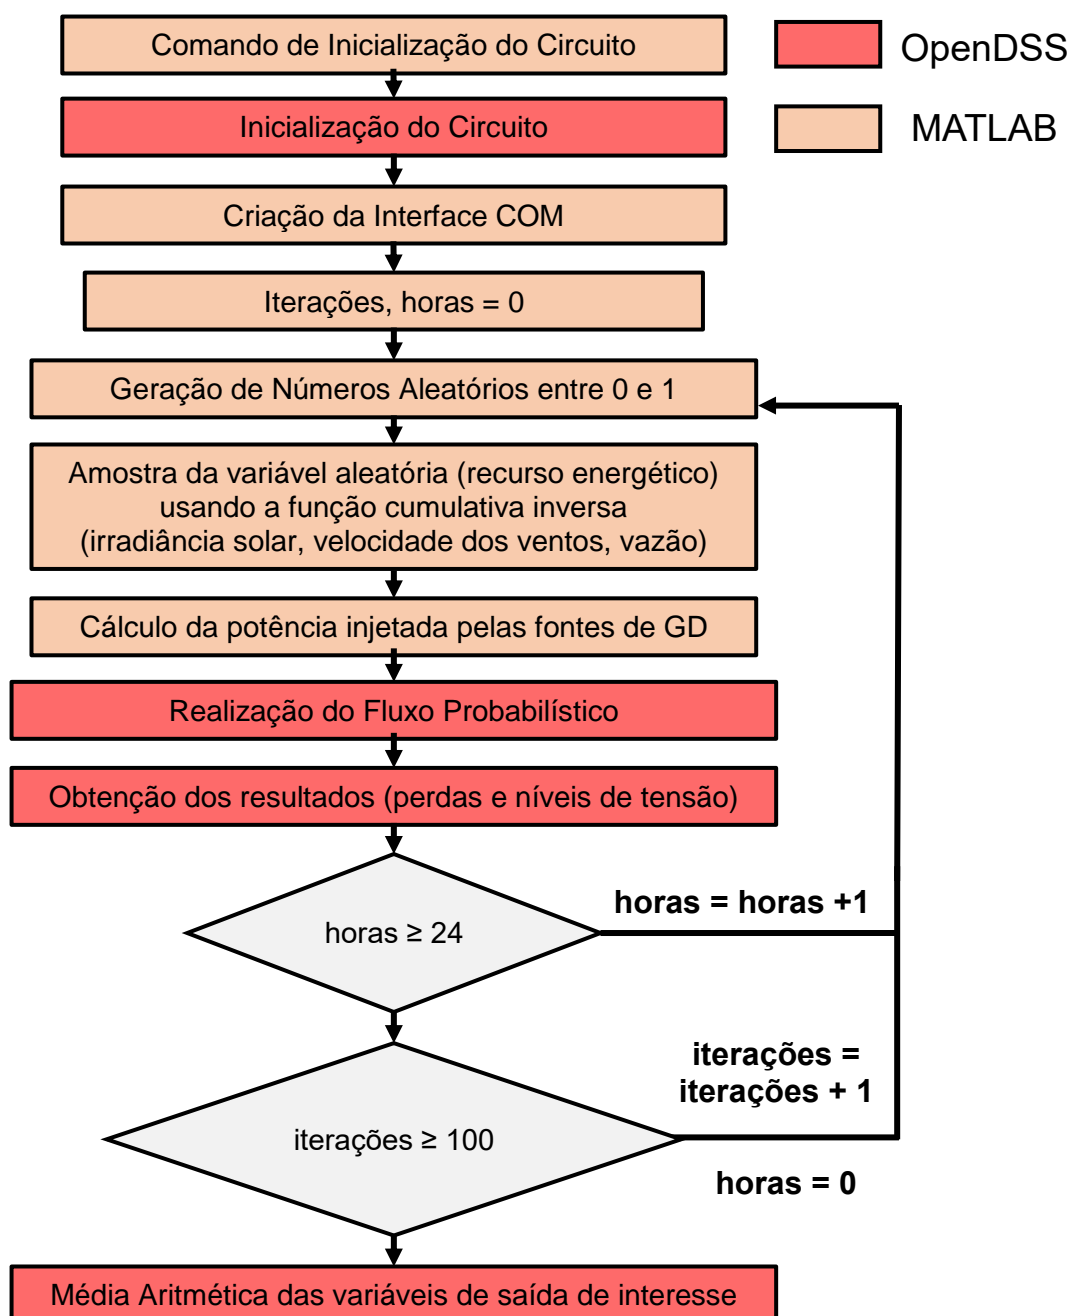 Comando de Inicialização do Circuito
OpenDSS
Inicialização do Circuito
MATLAB
Criação da Interface COM
Iterações, horas = 0
Geração de Números Aleatórios entre 0 e 1
Amostra da variável aleatória (recurso energético)
usando a função cumulativa inversa
(irradiância solar, velocidade dos ventos, vazão)
Cálculo da potência injetada pelas fontes de GD
Realização do Fluxo Probabilístico
Obtenção dos resultados (perdas e níveis de tensão)
horas = horas +1
horas ≥ 24
iterações =
iterações + 1
iterações ≥ 100
horas = 0
Média Aritmética das variáveis de saída de interesse